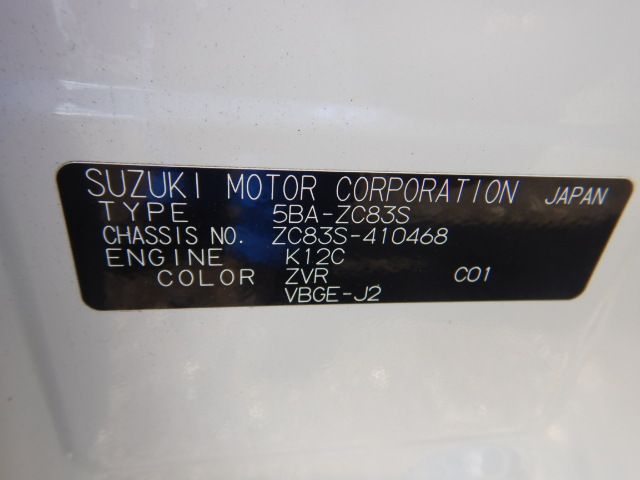 SUZUKI MOTOR CORPORATION JAPAN
TYPE 5BA-ZC83S
CHASSIS NO. ZC83S-410468
ENGINE K12C
COLOR ZVR C01
VBGE-J2